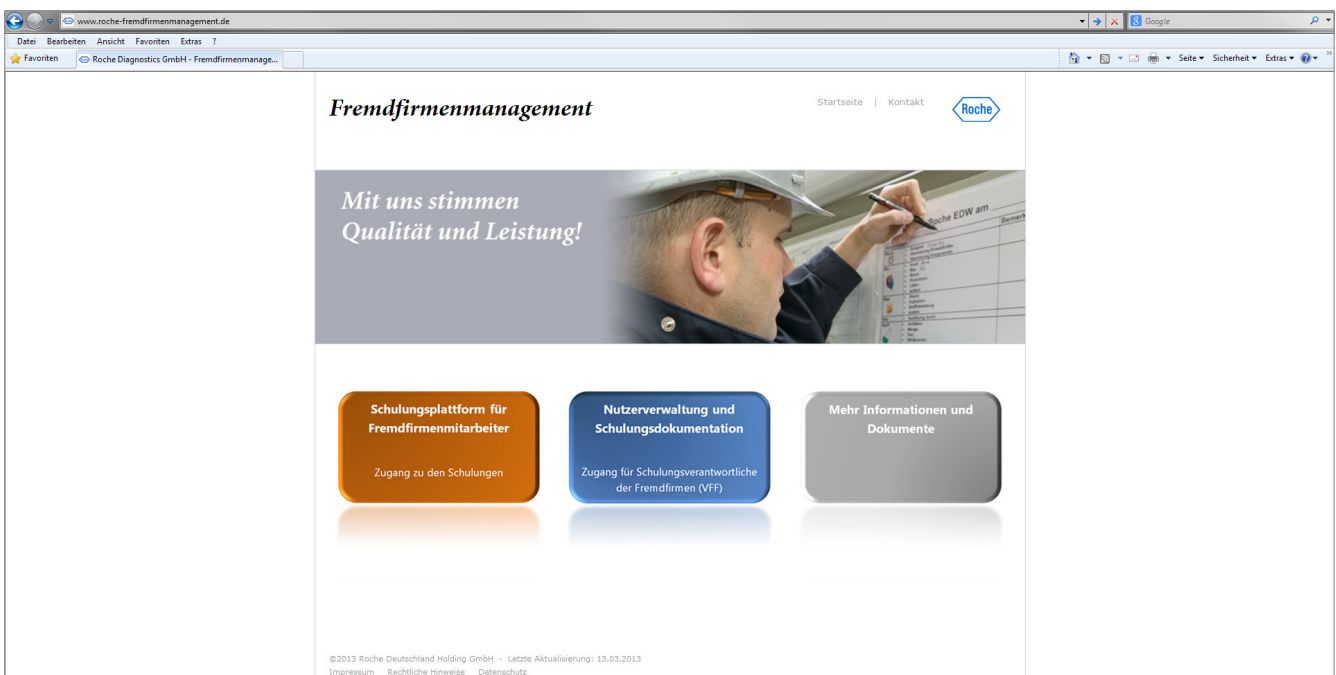 www.roche-fremdfirmenmanagement.de
Google
Datei Bearbeiten Ansicht Favoriten Extras ?
Favoriten
Roche Diagnostics GmbH - Fremdfirmenmanage...
Seite Sicherheit Extras
Fremdfirmenmanagement
Startseite | Kontakt
Roche
Mit uns stimmen
Qualität und Leistung!
Roche EDW am
Schulungsplattform für
Fremdfirmenmitarbeiter
Zugang zu den Schulungen
Nutzerverwaltung und
Schulungsdokumentation
Zugang für Schulungsverantwortliche
der Fremdfirmen (VFF)
Mehr Informationen und
Dokumente
©2013 Roche Deutschland Holding GmbH - Letzte Aktualisierung: 13.03.2013
Impressum Rechtliche Hinweise Datenschutz